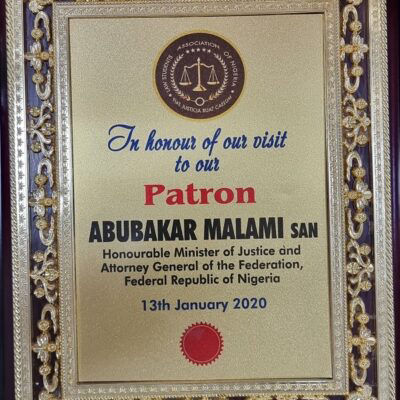 LAW STUDENTS ASSOCIATION OF NIGERIA
FIAT JUSTICIA RUAT CAELUM
In honour of our visit
to our
Patron
ABUBAKAR MALAMI SAN
Honourable Minister of Justice and
Attorney General of the Federation,
Federal Republic of Nigeria
13th January 2020